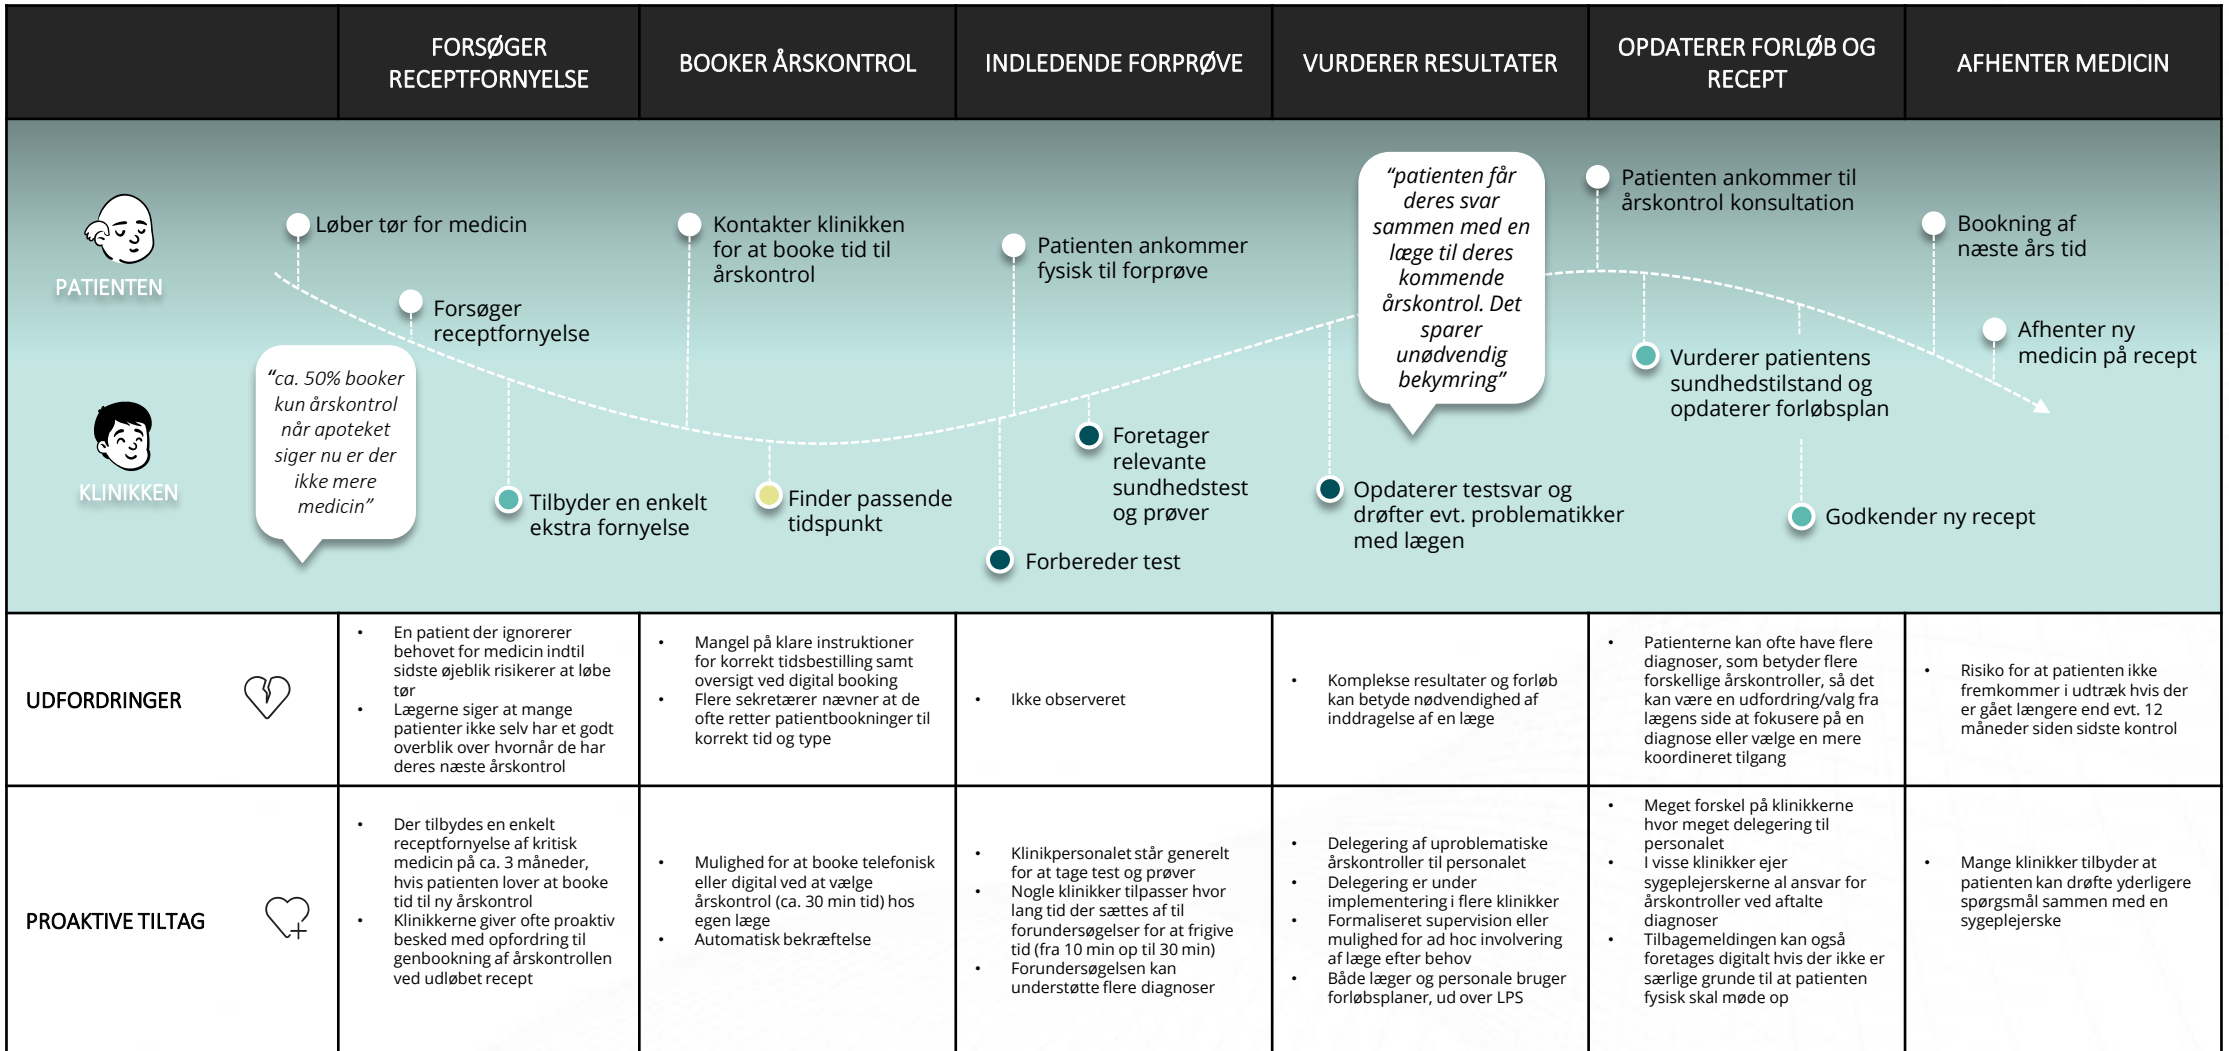 FORSØGER
RECEPTFORNYELSE
BOOKER ÅRSKONTROL
INDLEDENDE FORPRØVE
VURDERER RESULTATER
OPDATERER FORLØB OG
RECEPT
AFHENTER MEDICIN
PATIENTEN
KLINIKKEN
Løber tør for medicin
Forsøger
receptfornyelse
“ca. 50% booker
kun årskontrol
når apoteket
siger nu er der
ikke mere
medicin”
Tilbyder en enkelt
ekstra fornyelse
Kontakter klinikken
for at booke tid til
årskontrol
Finder passende
tidspunkt
Patienten ankommer
fysisk til forprøve
Foretager
relevante
sundhedstest
og prøver
Forbereder test
“patienten får
deres svar
sammen med en
læge til deres
kommende
årskontrol. Det
sparer
unødvendig
bekymring”
Opdaterer testsvar og
drøfter evt. problematikker
med lægen
Patienten ankommer til
årskontrol konsultation
Vurderer patientens
sundhedstilstand og
opdaterer forløbsplan
Godkender ny recept
Bookning af
næste års tid
Afhenter ny
medicin på recept
UDFORDRINGER
• En patient der ignorerer
behovet for medicin indtil
sidste øjeblik risikerer at løbe
tør
• Lægerne siger at mange
patienter ikke selv har et godt
overblik over hvornår de har
deres næste årskontrol
• Mangel på klare instruktioner
for korrekt tidsbestilling samt
oversigt ved digital booking
• Flere sekretærer nævner at de
ofte retter patientbookninger til
korrekt tid og type
• Ikke observeret
• Komplekse resultater og forløb
kan betyde nødvendighed af
inddragelse af en læge
• Patienterne kan ofte have flere
diagnoser, som betyder flere
forskellige årskontroller, så det
kan være en udfordring/valg fra
lægens side at fokusere på en
diagnose eller vælge en mere
koordineret tilgang
• Risiko for at patienten ikke
fremkommer i udtræk hvis der
er gået længere end evt. 12
måneder siden sidste kontrol
PROAKTIVE TILTAG
• Der tilbydes en enkelt
receptfornyelse af kritisk
medicin på ca. 3 måneder,
hvis patienten lover at booke
tid til ny årskontrol
• Klinikkerne giver ofte proaktiv
besked med opfordring til
genbookning af årskontrollen
ved udløbet recept
• Mulighed for at booke telefonisk
eller digital ved at vælge
årskontrol (ca. 30 min tid) hos
egen læge
• Automatisk bekræftelse
• Klinikpersonalet står generelt
for at tage test og prøver
• Nogle klinikker tilpasser hvor
lang tid der sættes af til
forundersøgelser for at frigive
tid (fra 10 min op til 30 min)
• Forundersøgelsen kan
understøtte flere diagnoser
• Delegering af uproblematiske
årskontroller til personalet
• Delegering er under
implementering i flere klinikker
• Formaliseret supervision eller
mulighed for ad hoc involvering
af læge efter behov
• Både læger og personale bruger
forløbsplaner, ud over LPS
• Meget forskel på klinikkerne
hvor meget delegering til
personalet
• I visse klinikker ejer
sygeplejerskerne al ansvar for
årskontroller ved aftalte
diagnoser
• Tilbagemeldingen kan også
foretages digitalt hvis der ikke er
særlige grunde til at patienten
fysisk skal møde op
• Mange klinikker tilbyder at
patienten kan drøfte yderligere
spørgsmål sammen med en
sygeplejerske